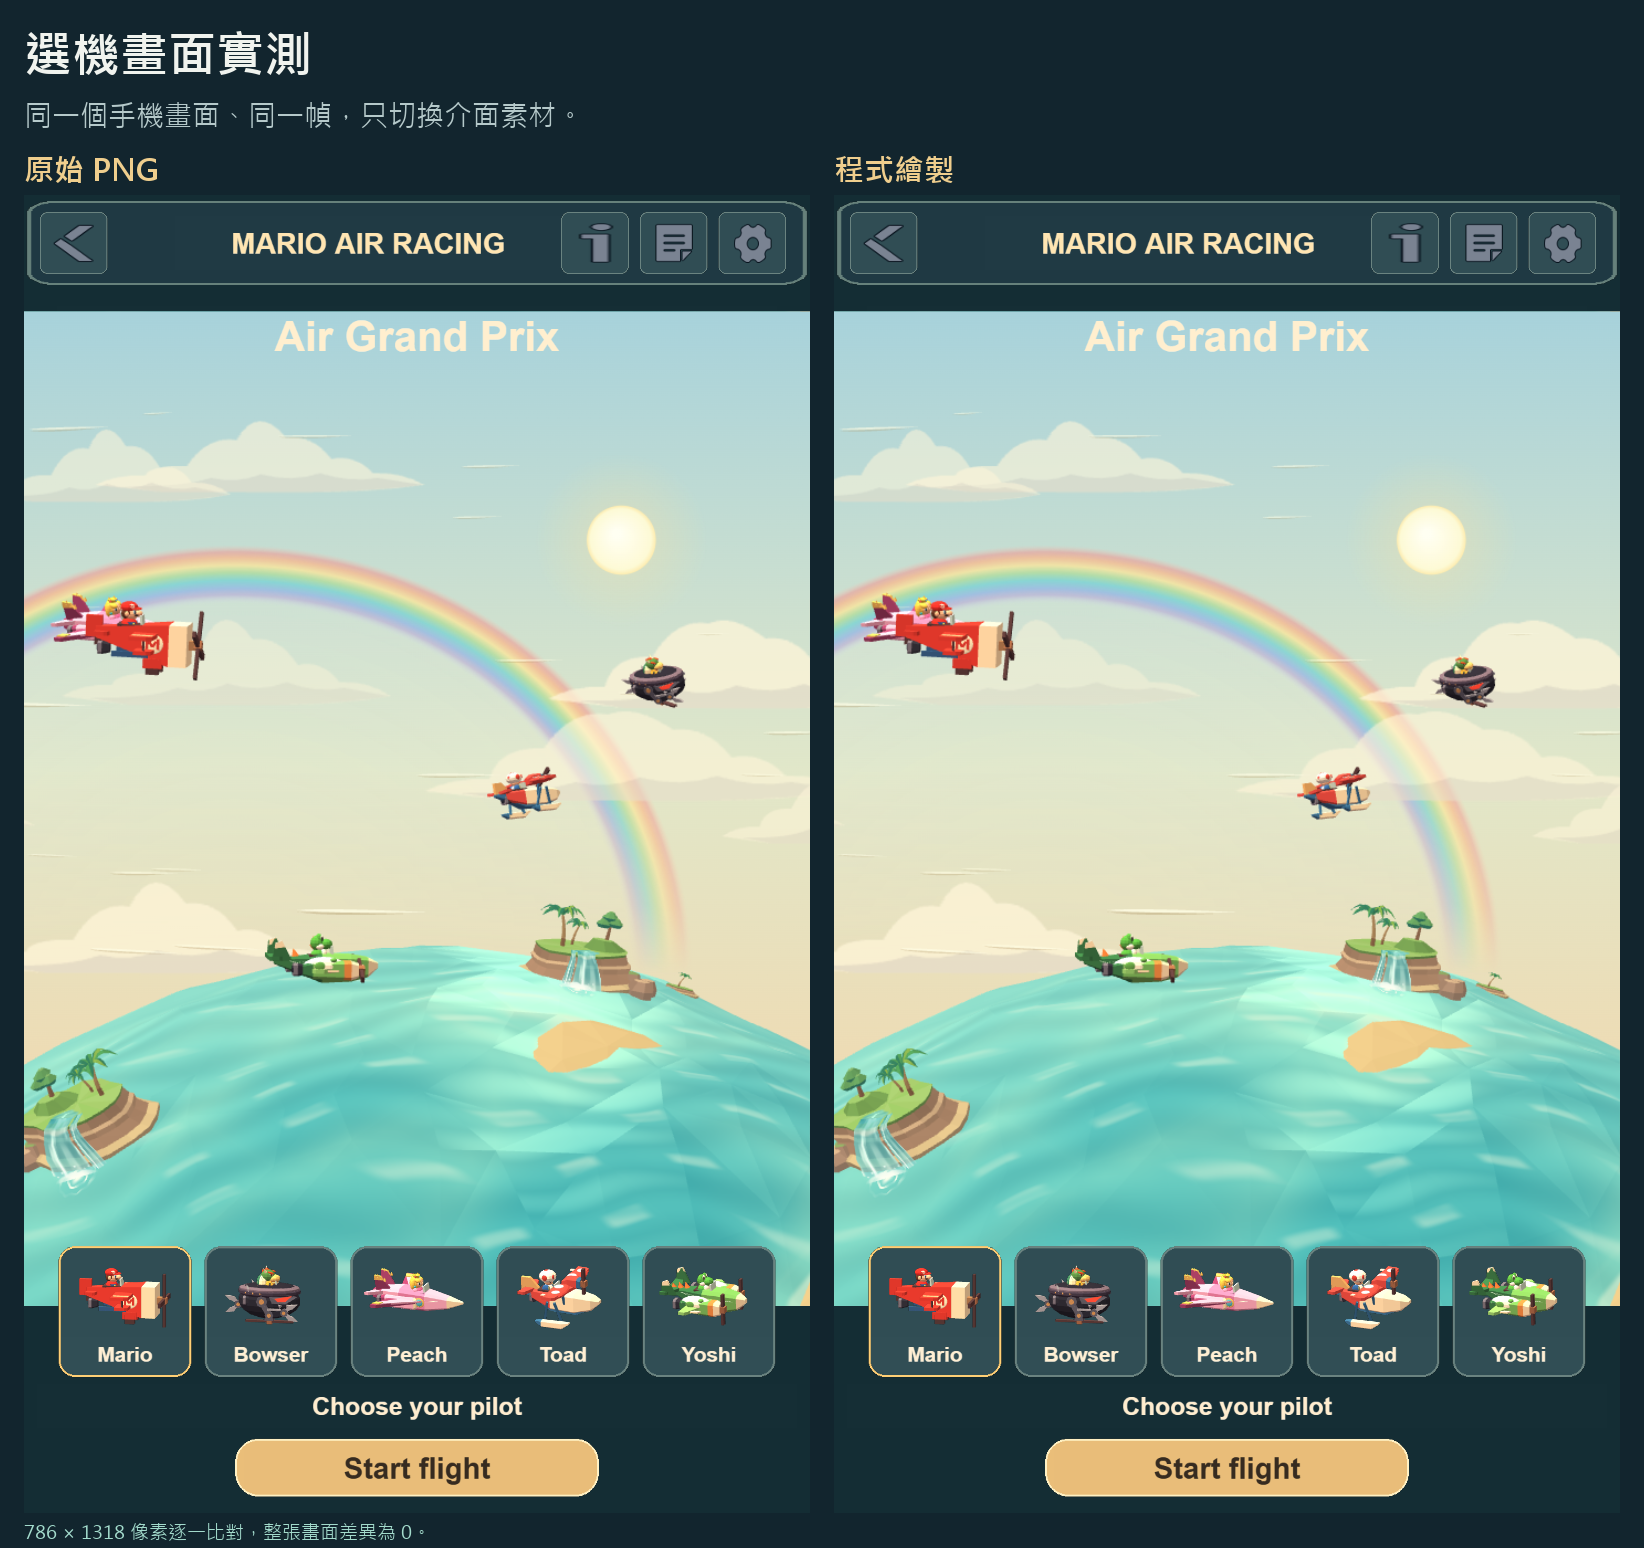 選機畫面實測
同一個手機畫面、同一幀，只切換介面素材。
原始 PNG
程式繪製
MARIO AIR RACING
MARIO AIR RACING
Air Grand Prix
Air Grand Prix
Mario Bowser Peach Toad Yoshi
Mario Bowser Peach Toad Yoshi
Choose your pilot
Choose your pilot
Start flight
Start flight
786 × 1318 像素逐一比對，整張畫面差異為 0。